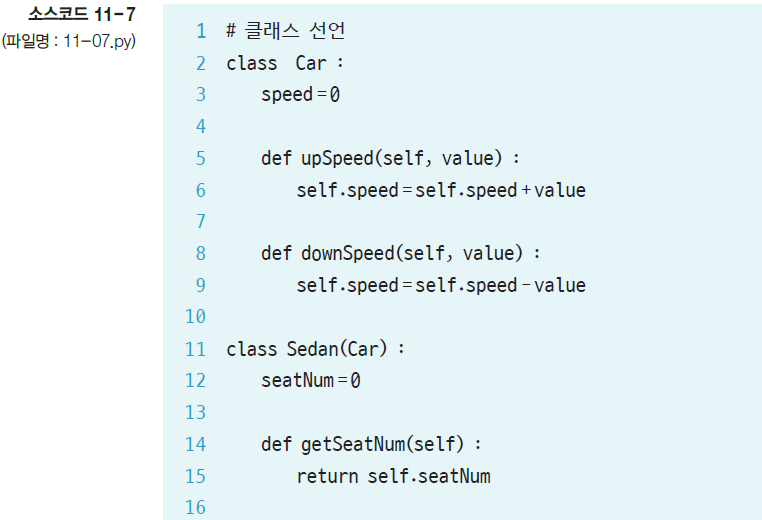 소스코드 11-7
(파일명 : 11-07.py)
1 # 클래스 선언
2 class Car :
3     speed=0
4
5     def upSpeed(self, value) :
6         self.speed=self.speed+value
7
8     def downSpeed(self, value) :
9         self.speed=self.speed-value
10
11 class Sedan(Car) :
12     seatNum=0
13
14     def getSeatNum(self) :
15         return self.seatNum
16